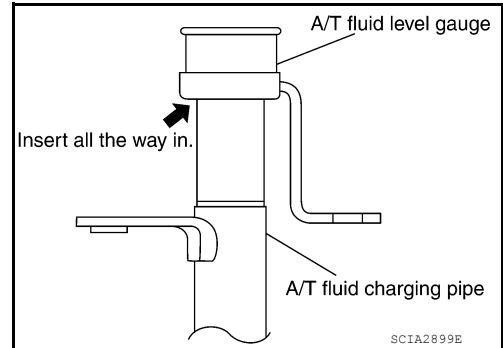 A/T fluid level gauge
Insert all the way in.
A/T fluid charging pipe
SCIA2899E